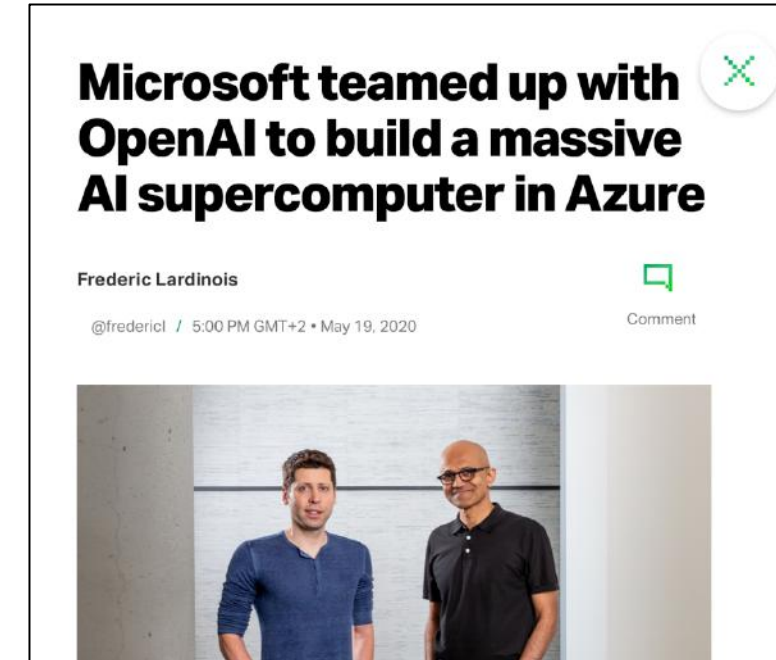 Microsoft teamed up with
OpenAI to build a massive
AI supercomputer in Azure
Frederic Lardinois
@fredericl / 5:00 PM GMT+2 • May 19, 2020
Comment